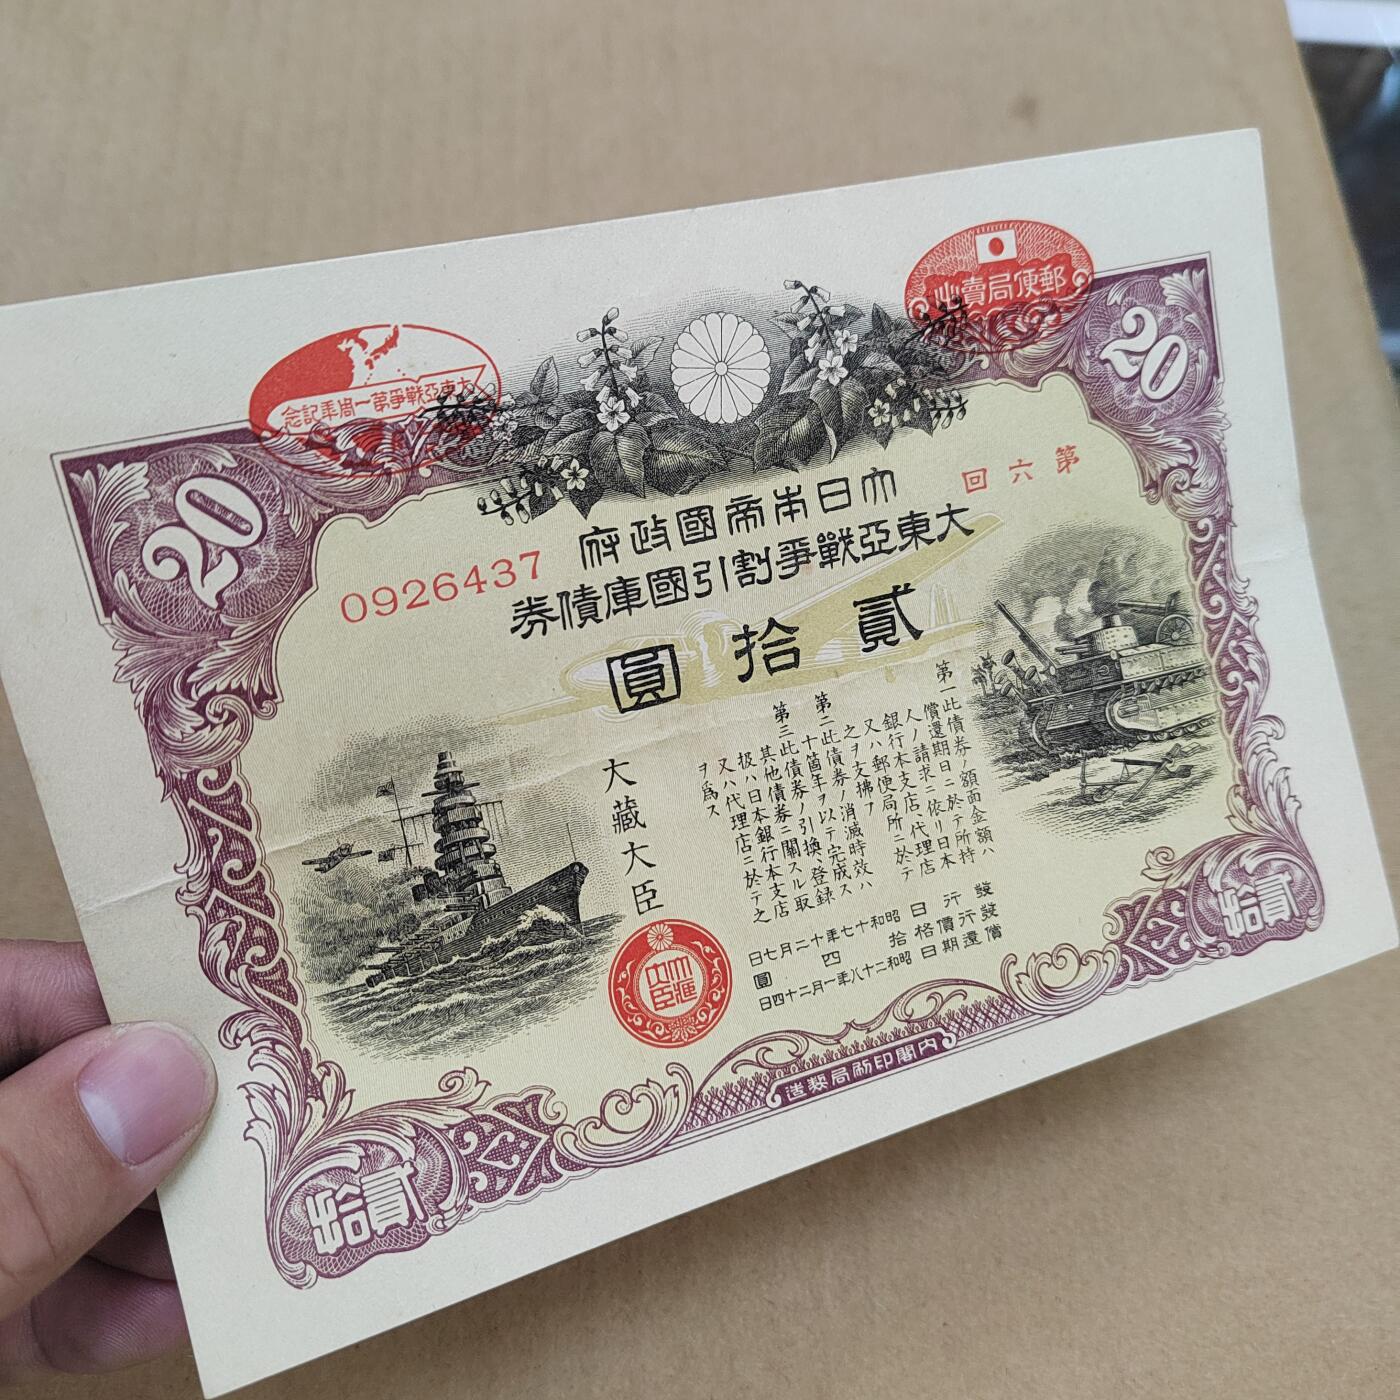 大東亞戰爭第一周年記念
郵便局賣出
20
20
第六回
大日本帝國政府
0926437
大東亞戰爭割引國庫債券
貳拾圓
第一此債券ノ額面金額ハ
償還期日ニ於テ所持
人ノ請求ニ依リ日本
銀行本支店、代理店
又ハ郵便局所ニ於テ
之ヲ支拂フ
第二此債券ノ消滅時效ハ
十箇年ヲ以テ完成ス
第三此債券ノ引換、登録
其他債券ニ關スル取
扱ハ日本銀行本支店
又ハ代理店ニ於テ之
ヲ爲ス
大藏大臣
大藏大臣
發行日 昭和十七年十二月七日
發行價格 拾四圓
償還期日 昭和二十八年一月二十四日
貳拾
貳拾
內閣印刷局製造